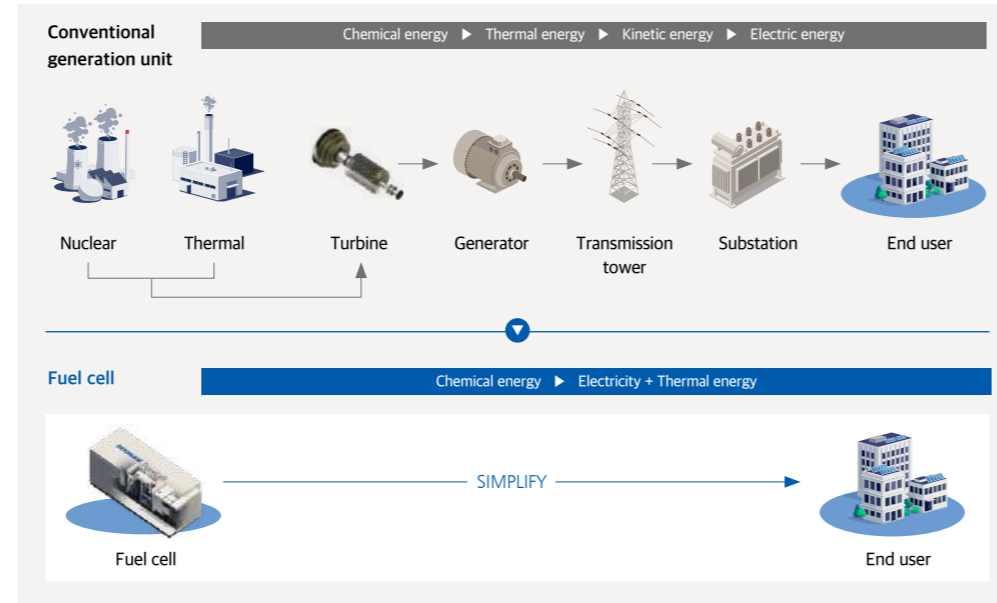 Conventional
generation unit
Chemical energy ▶ Thermal energy ▶ Kinetic energy ▶ Electric energy
Nuclear
Thermal
Turbine
Generator
Transmission
tower
Substation
End user
Fuel cell
Chemical energy ▶ Electricity + Thermal energy
SIMPLIFY
Fuel cell
End user